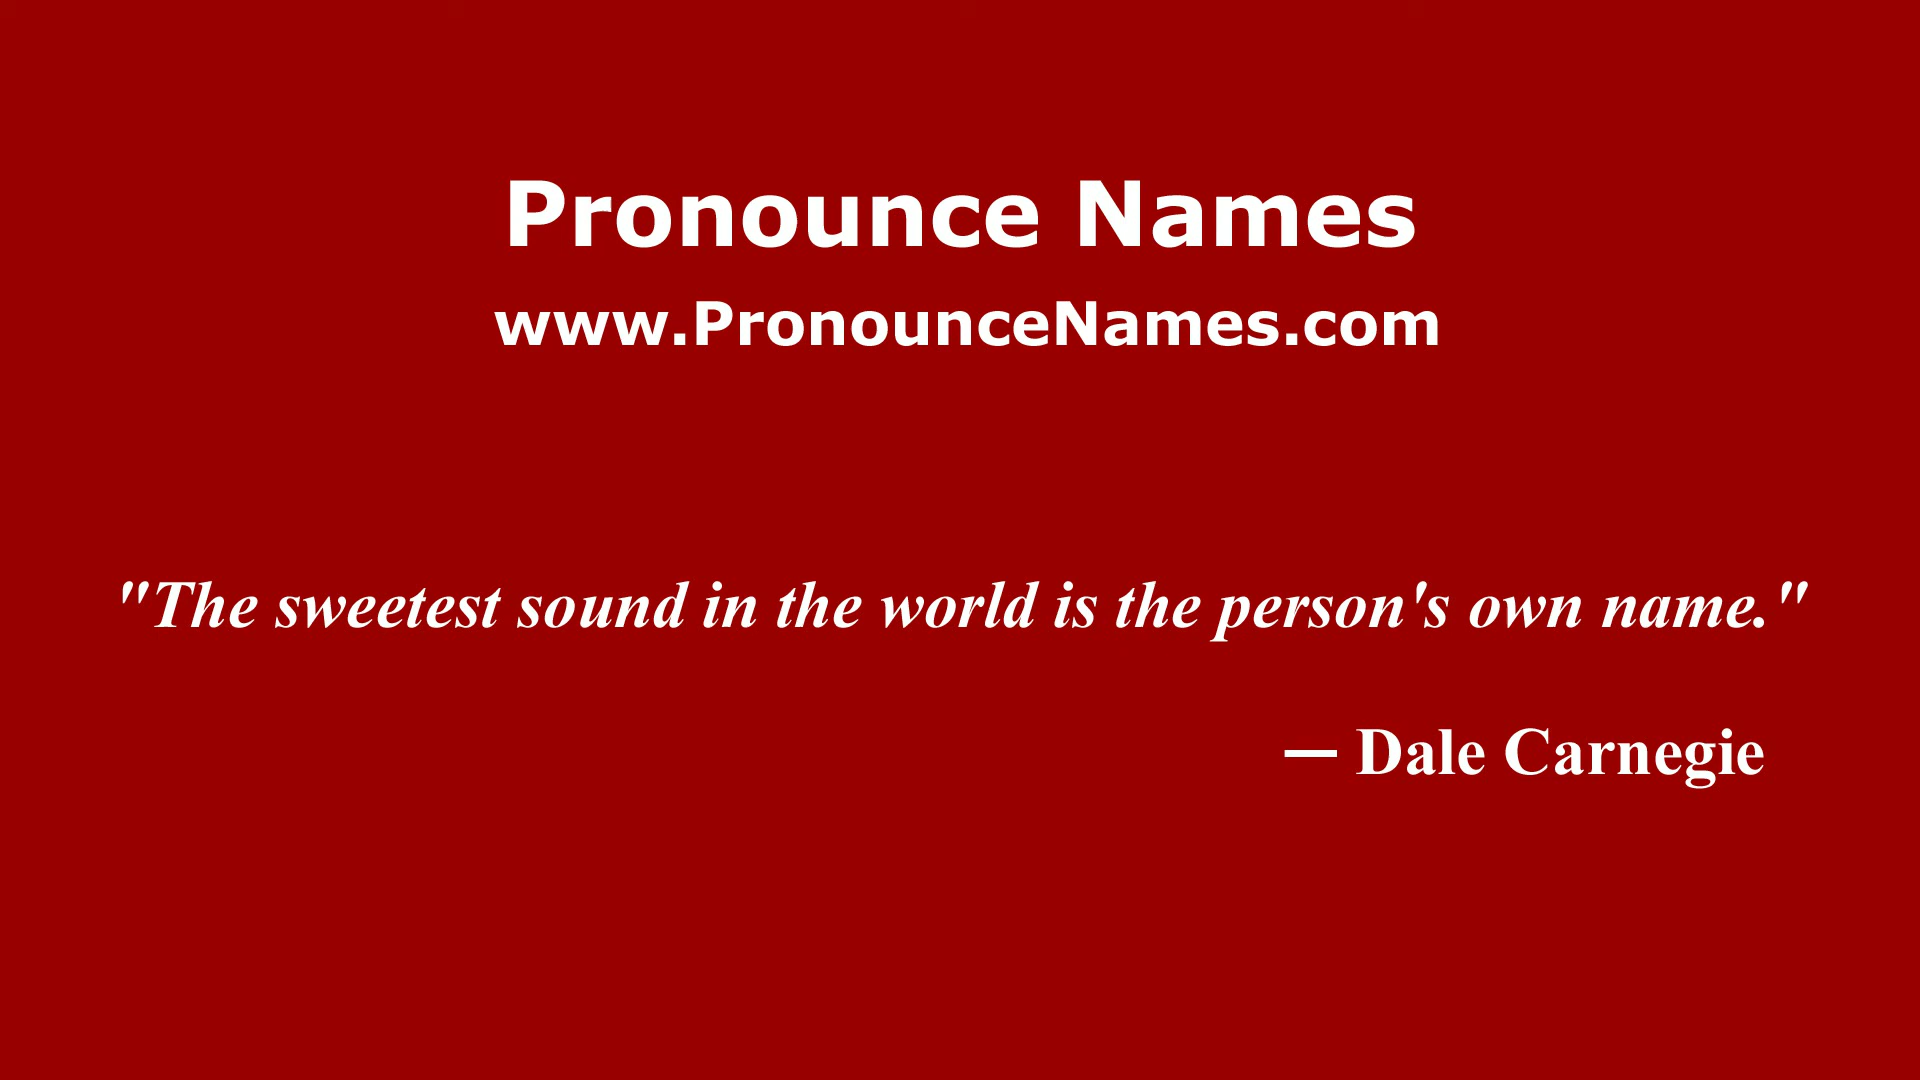 Pronounce Names
www.PronounceNames.com
"The sweetest sound in the world is the person's own name."
— Dale Carnegie